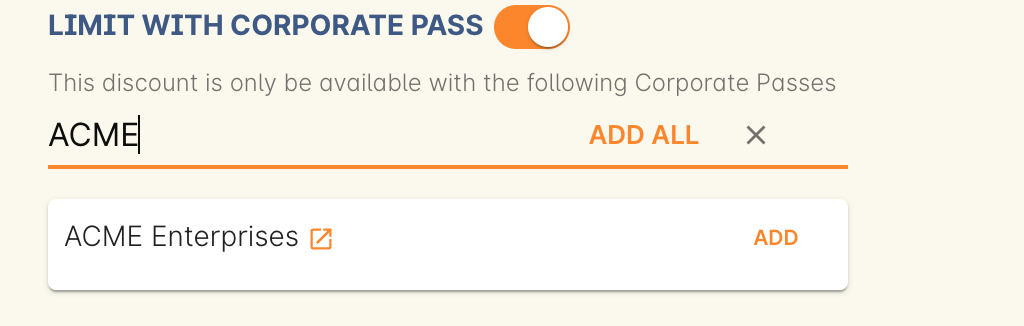 LIMIT WITH CORPORATE PASS
This discount is only be available with the following Corporate Passes
ACME ADD ALL ×
ACME Enterprises ADD